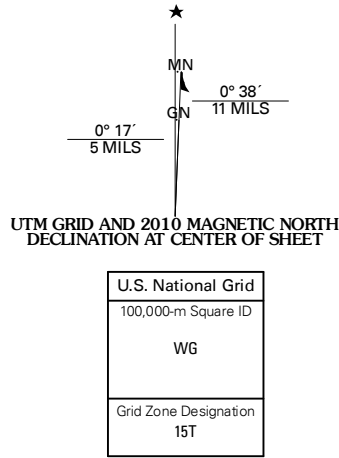 ★
MN
0° 38´
11 MILS
GN
0° 17´
5 MILS
UTM GRID AND 2010 MAGNETIC NORTH
DECLINATION AT CENTER OF SHEET
U.S. National Grid
100,000-m Square ID
WG
Grid Zone Designation
15T